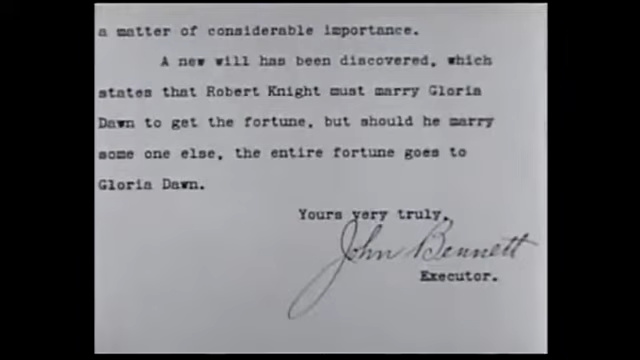 a matter of considerable importance.
A new will has been discovered, which
states that Robert Knight must marry Gloria
Dawn to get the fortune, but should he marry
some one else, the entire fortune goes to
Gloria Dawn.
Yours very truly,
John Bennett
Executor.